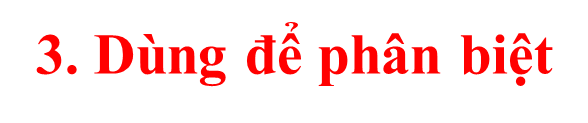 3. Dùng để phân biệt